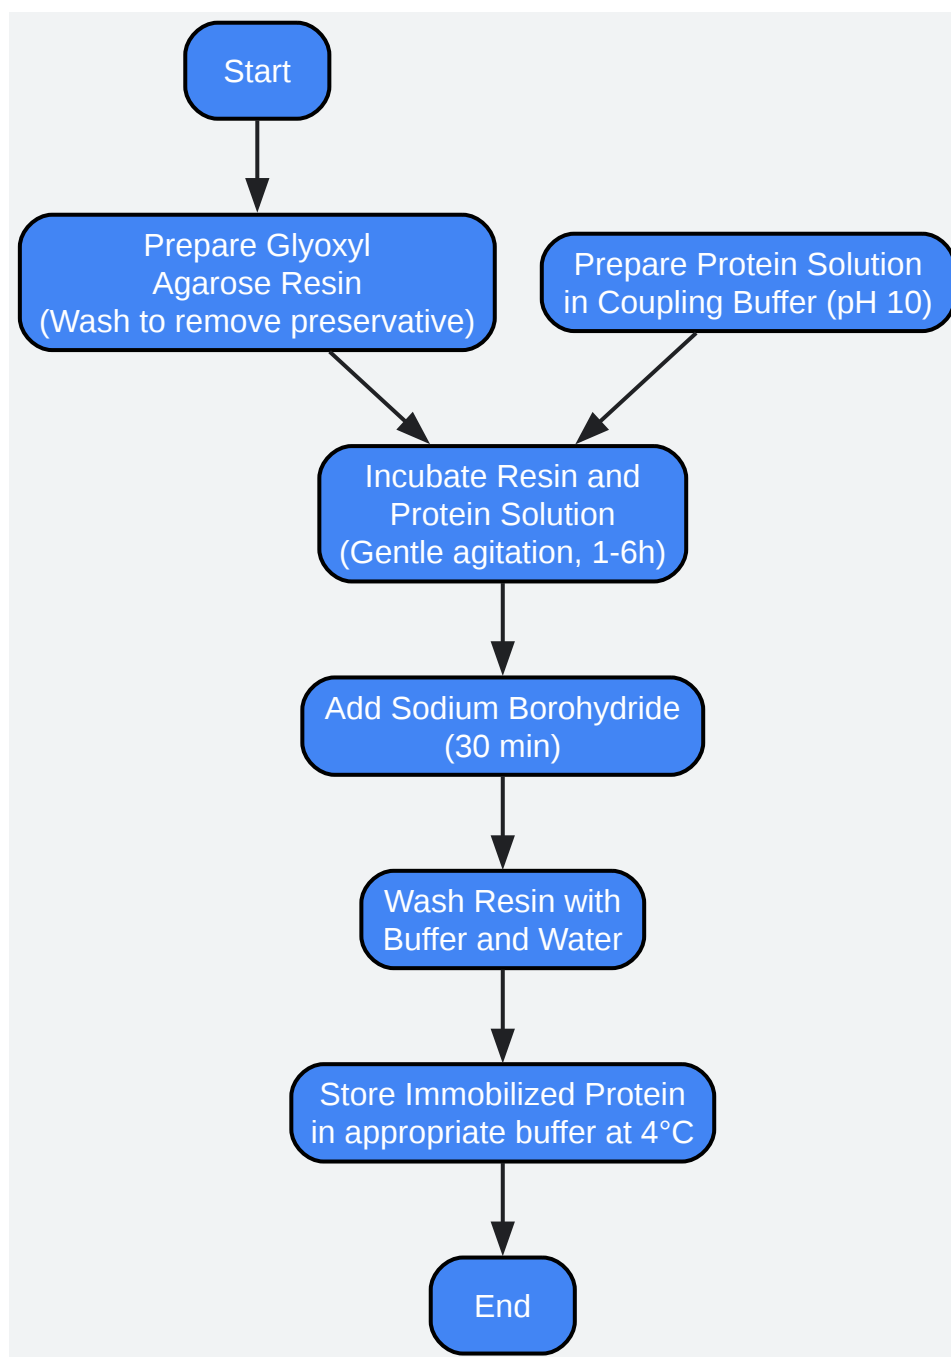 Start
Prepare Glyoxyl
Agarose Resin
(Wash to remove preservative)
Prepare Protein Solution
in Coupling Buffer (pH 10)
Incubate Resin and
Protein Solution
(Gentle agitation, 1-6h)
Add Sodium Borohydride
(30 min)
Wash Resin with
Buffer and Water
Store Immobilized Protein
in appropriate buffer at 4°C
End